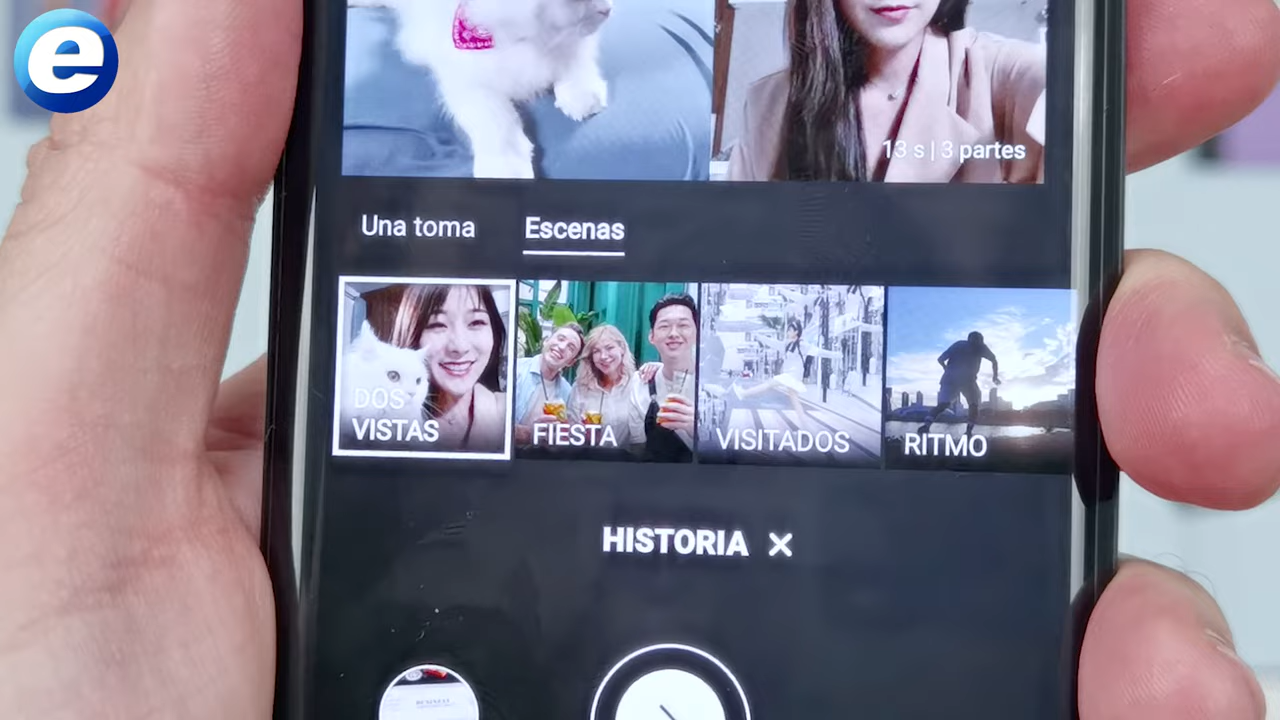 e
13 s | 3 partes
Una toma
Escenas
DOS
VISTAS
FIESTA
VISITADOS
RITMO
HISTORIA ✕